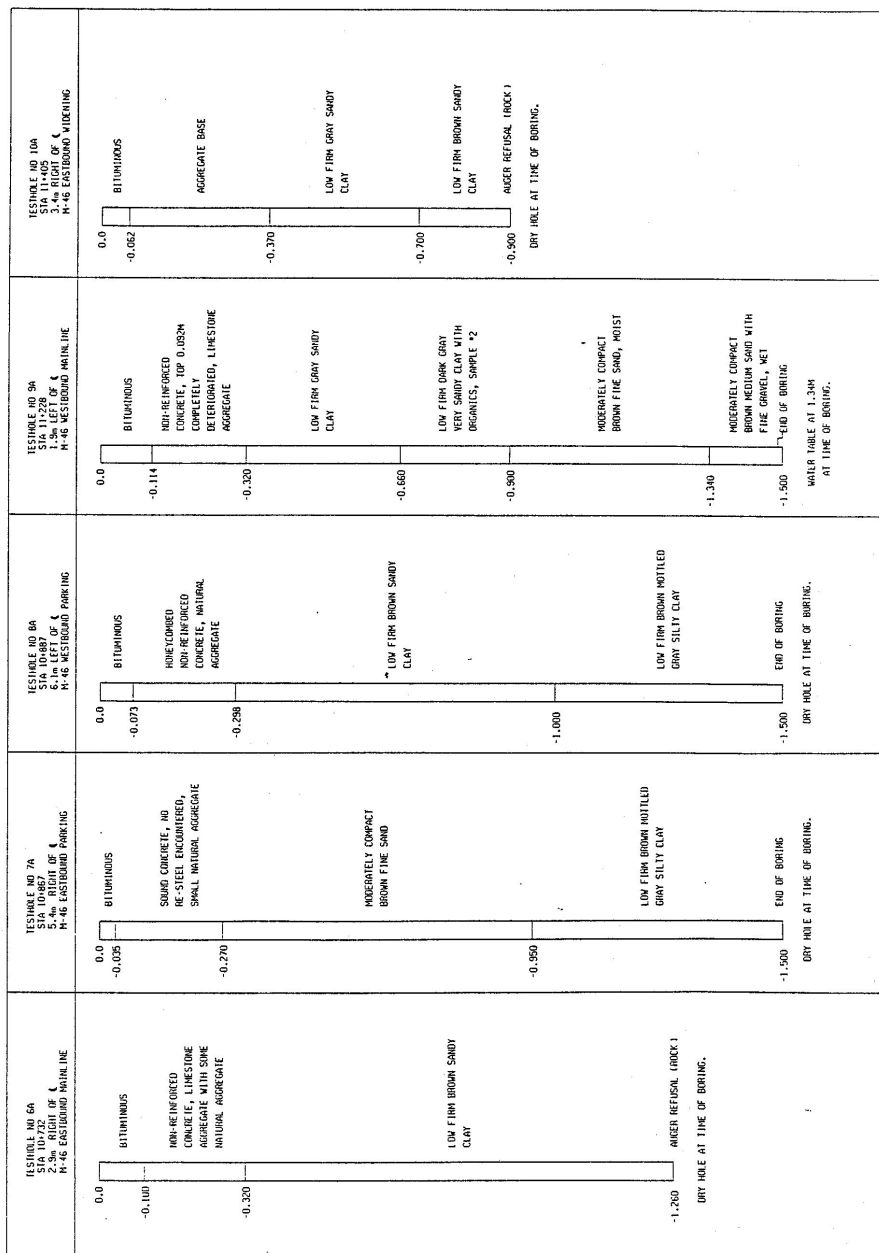 TESTHOLE NO 6A
STA 10+732
2.9m RIGHT OF ℄
M-46 EASTBOUND MAINLINE
0.0
BITUMINOUS
-0.100
NON-REINFORCED
CONCRETE, LIMESTONE
AGGREGATE WITH SOME
NATURAL AGGREGATE
-0.320
LOW FIRM BROWN SANDY
CLAY
-1.260
AUGER REFUSAL (ROCK)
DRY HOLE AT TIME OF BORING.
TESTHOLE NO 7A
STA 10+867
5.4m RIGHT OF ℄
M-46 EASTBOUND PARKING
0.0
BITUMINOUS
-0.035
SOUND CONCRETE, NO
RE-STEEL ENCOUNTERED,
SMALL NATURAL AGGREGATE
-0.270
MODERATELY COMPACT
BROWN FINE SAND
-0.950
LOW FIRM BROWN MOTTLED
GRAY SILTY CLAY
-1.500
END OF BORING
DRY HOLE AT TIME OF BORING.
TESTHOLE NO 8A
STA 10+887
6.1m LEFT OF ℄
M-46 WESTBOUND PARKING
0.0
BITUMINOUS
-0.073
HONEYCOMBED
NON-REINFORCED
CONCRETE, NATURAL
AGGREGATE
-0.298
LOW FIRM BROWN SANDY
CLAY
-1.000
LOW FIRM BROWN MOTTLED
GRAY SILTY CLAY
-1.500
END OF BORING
DRY HOLE AT TIME OF BORING.
TESTHOLE NO 9A
STA 11+228
1.9m LEFT OF ℄
M-46 WESTBOUND MAINLINE
0.0
BITUMINOUS
-0.114
NON-REINFORCED
CONCRETE, TOP 0.092M
COMPLETELY
DETERIORATED, LIMESTONE
AGGREGATE
-0.320
LOW FIRM GRAY SANDY
CLAY
-0.660
LOW FIRM DARK GRAY
VERY SANDY CLAY WITH
ORGANICS, SAMPLE #2
-0.900
MODERATELY COMPACT
BROWN FINE SAND, MOIST
-1.340
MODERATELY COMPACT
BROWN MEDIUM SAND WITH
FINE GRAVEL, WET
-1.500
END OF BORING
WATER TABLE AT 1.34M
AT TIME OF BORING.
TESTHOLE NO 10A
STA 11+405
3.4m RIGHT OF ℄
M-46 EASTBOUND WIDENING
0.0
BITUMINOUS
-0.062
AGGREGATE BASE
-0.370
LOW FIRM GRAY SANDY
CLAY
-0.700
LOW FIRM BROWN SANDY
CLAY
-0.900
AUGER REFUSAL (ROCK)
DRY HOLE AT TIME OF BORING.